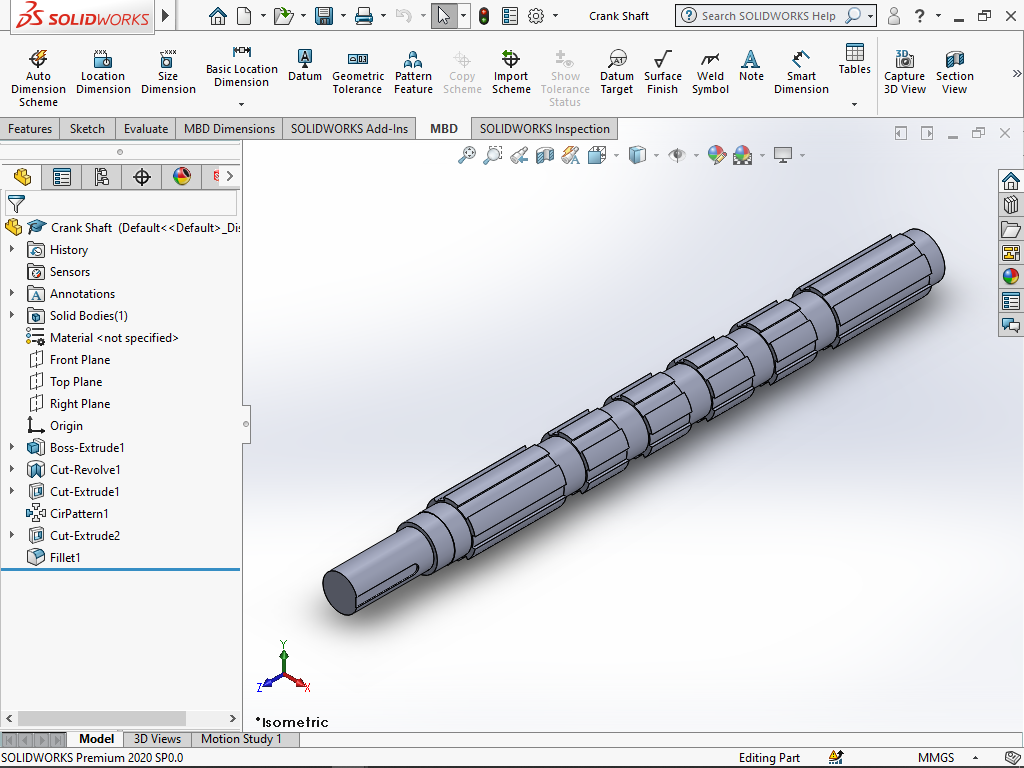 SOLIDWORKS
Crank Shaft
Search SOLIDWORKS Help
Auto Dimension Scheme
Location Dimension
Size Dimension
Basic Location Dimension
Datum
Geometric Tolerance
Pattern Feature
Copy Scheme
Import Scheme
Show Tolerance Status
Datum Target
Surface Finish
Weld Symbol
Note
Smart Dimension
Tables
Capture 3D View
Section View
Features
Sketch
Evaluate
MBD Dimensions
SOLIDWORKS Add-Ins
MBD
SOLIDWORKS Inspection
Crank Shaft (Default<<Default>_Di
History
Sensors
Annotations
Solid Bodies(1)
Material <not specified>
Front Plane
Top Plane
Right Plane
Origin
Boss-Extrude1
Cut-Revolve1
Cut-Extrude1
CirPattern1
Cut-Extrude2
Fillet1
Y
Z
X
*Isometric
Model
3D Views
Motion Study 1
SOLIDWORKS Premium 2020 SP0.0
Editing Part
MMGS